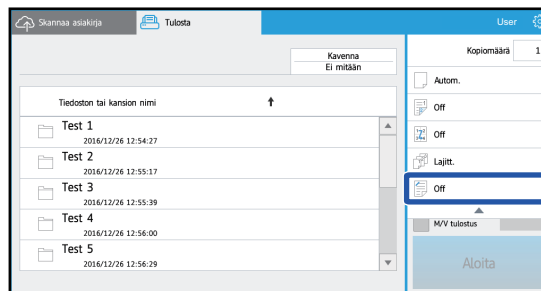 Skannaa asiakirja
Tulosta
User
Kavenna
Ei mitään
Tiedoston tai kansion nimi
Test 1
2016/12/26 12:54:27
Test 2
2016/12/26 12:55:17
Test 3
2016/12/26 12:55:39
Test 4
2016/12/26 12:56:00
Test 5
2016/12/26 12:56:29
Kopiomäärä 1
Autom.
Off
Off
Lajitt.
Off
M/V tulostus
Aloita